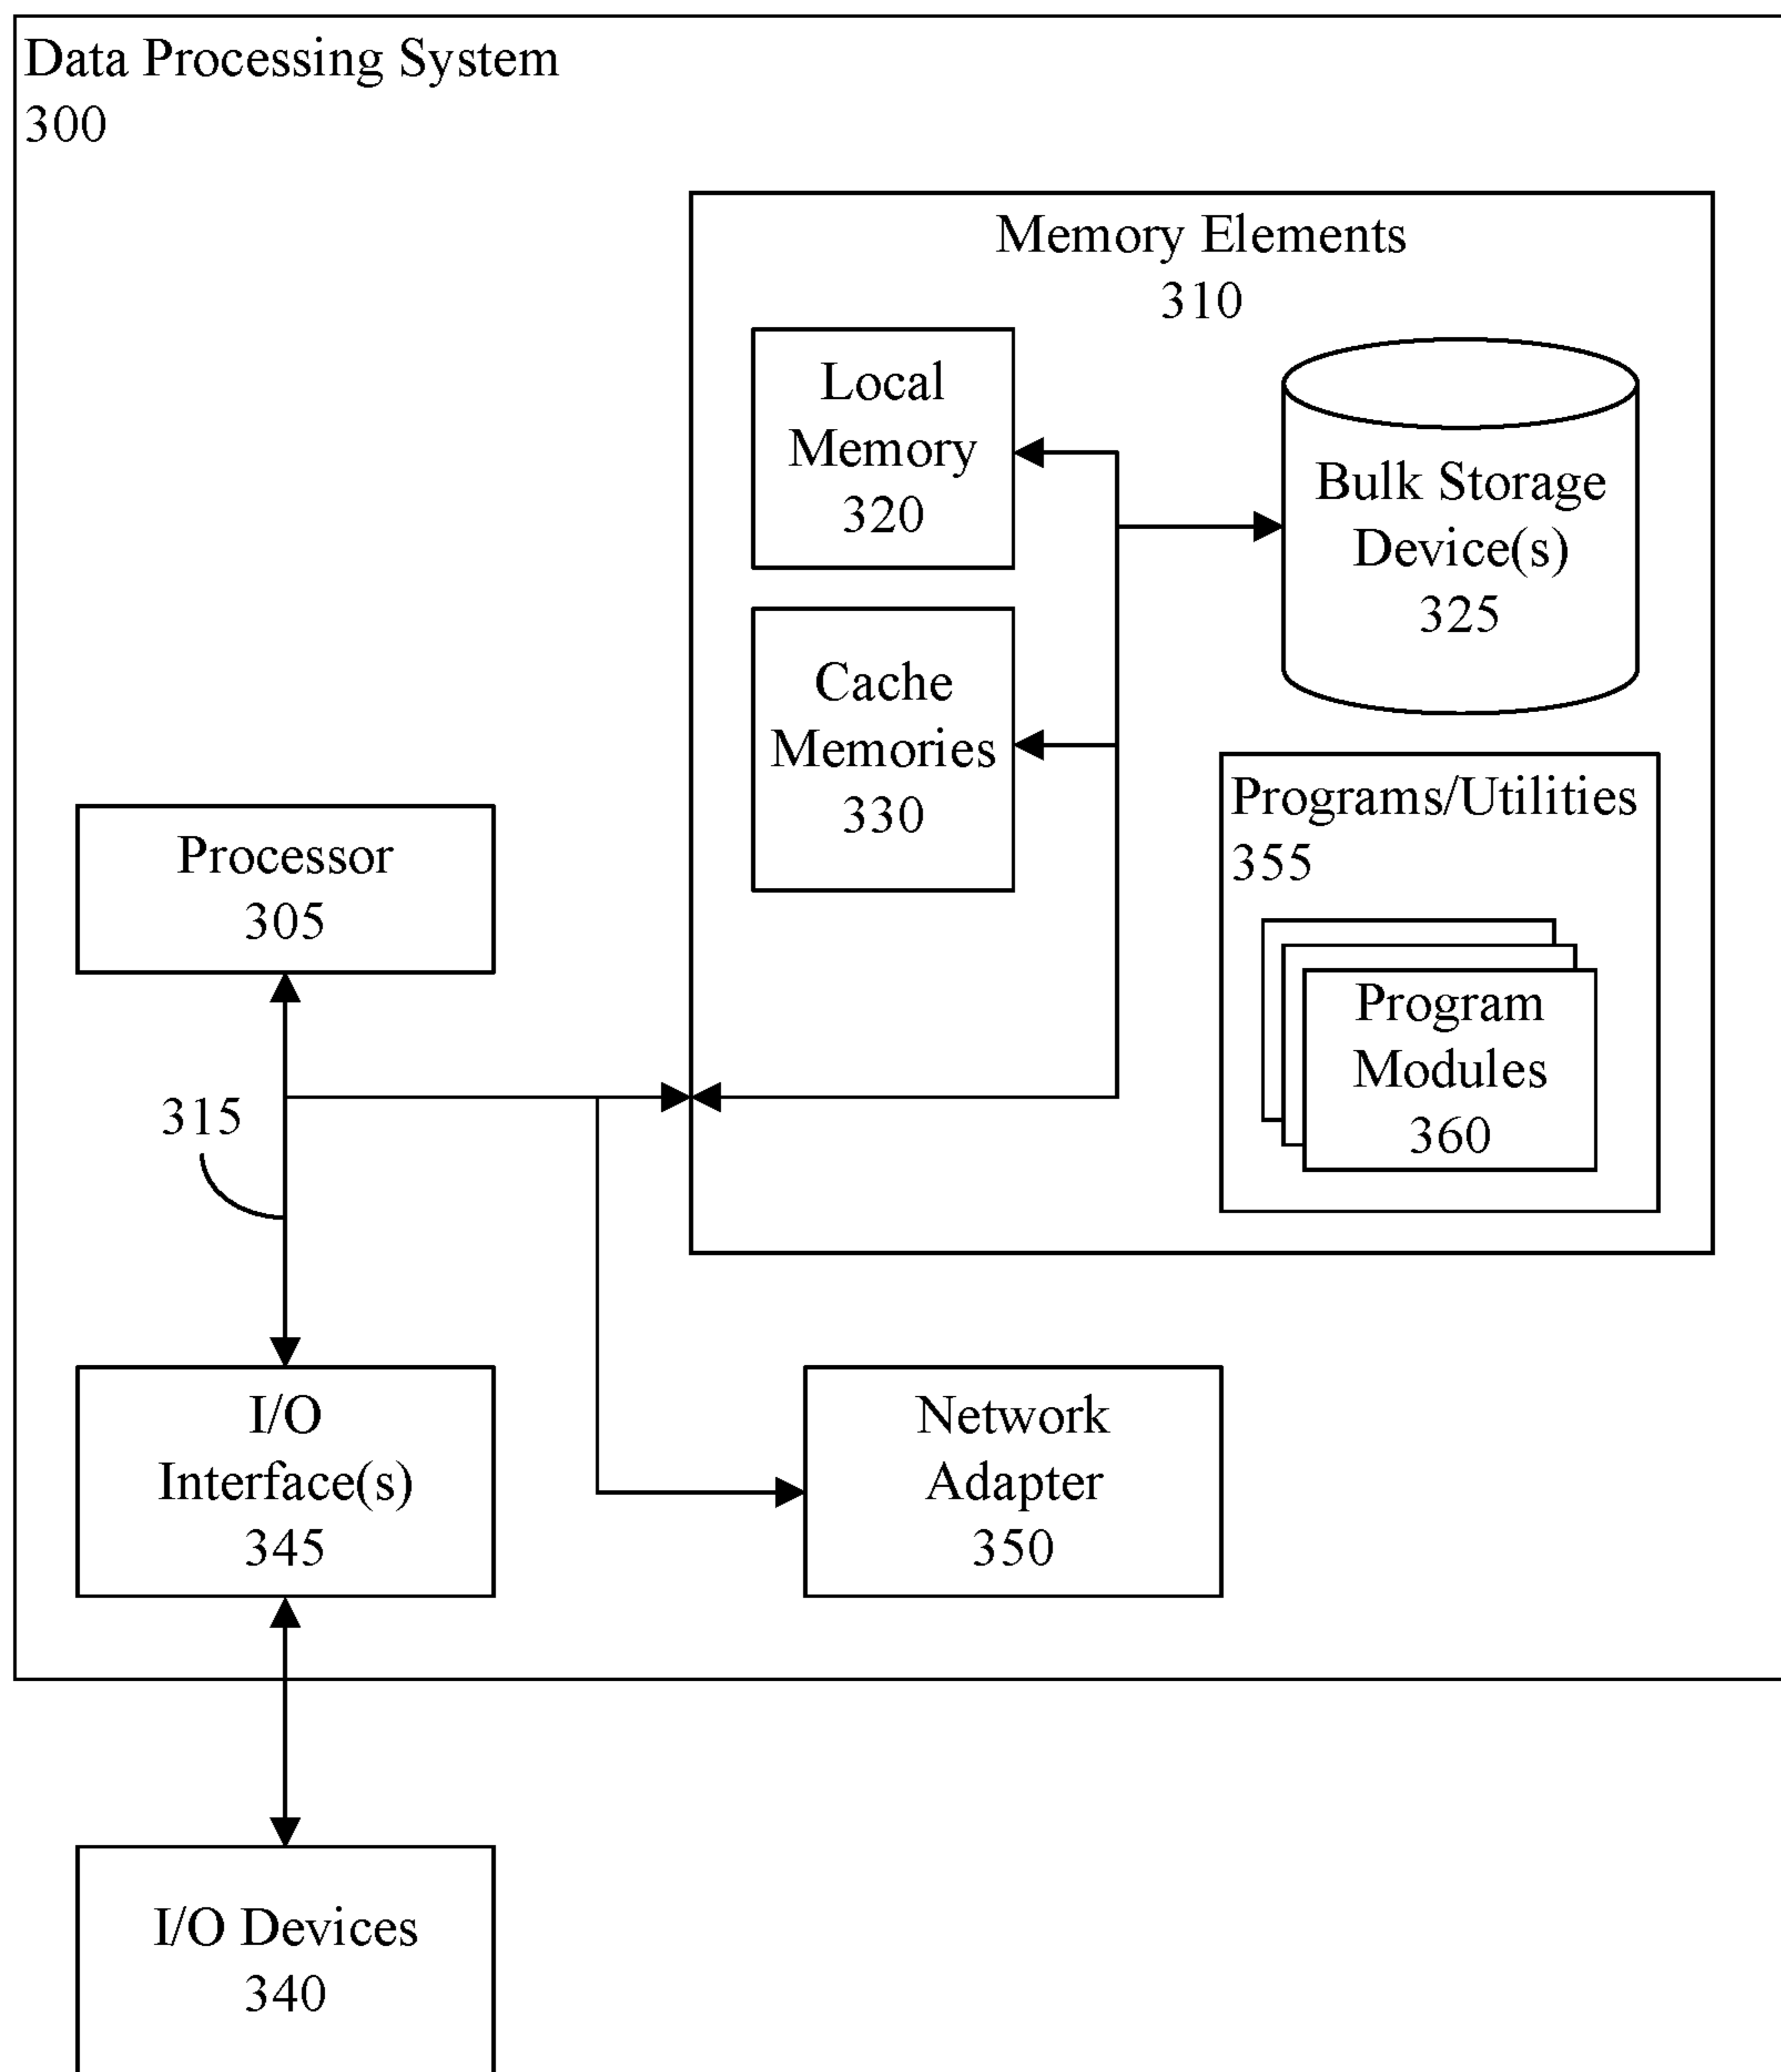 Data Processing System
300
Memory Elements
310
Local
Memory
320
Bulk Storage
Device(s)
325
Cache
Memories
330
Programs/Utilities
355
Program
Modules
360
Processor
305
315
I/O
Interface(s)
345
Network
Adapter
350
I/O Devices
340